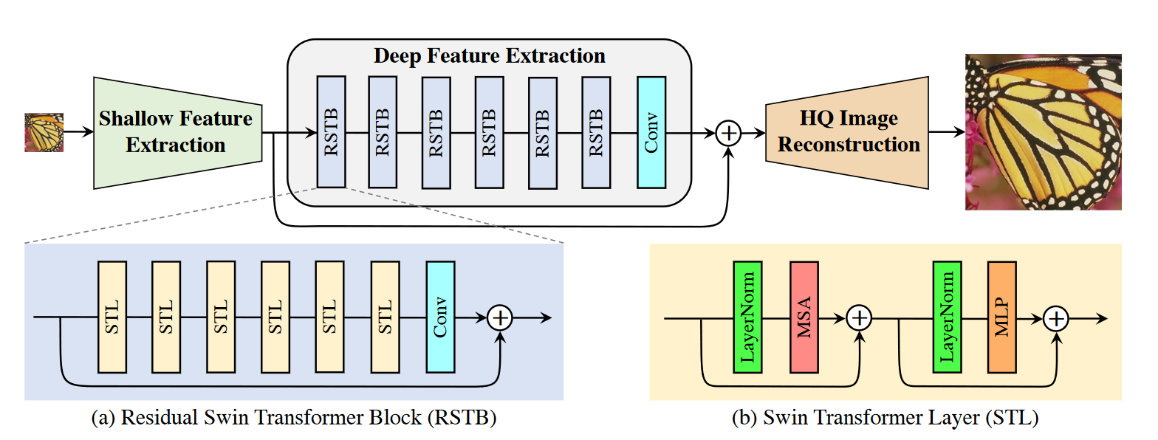 Deep Feature Extraction
Shallow Feature
Extraction
RSTB
RSTB
RSTB
RSTB
RSTB
RSTB
Conv
+
HQ Image
Reconstruction
STL
STL
STL
STL
STL
STL
Conv
+
(a) Residual Swin Transformer Block (RSTB)
LayerNorm
MSA
+
LayerNorm
MLP
+
(b) Swin Transformer Layer (STL)